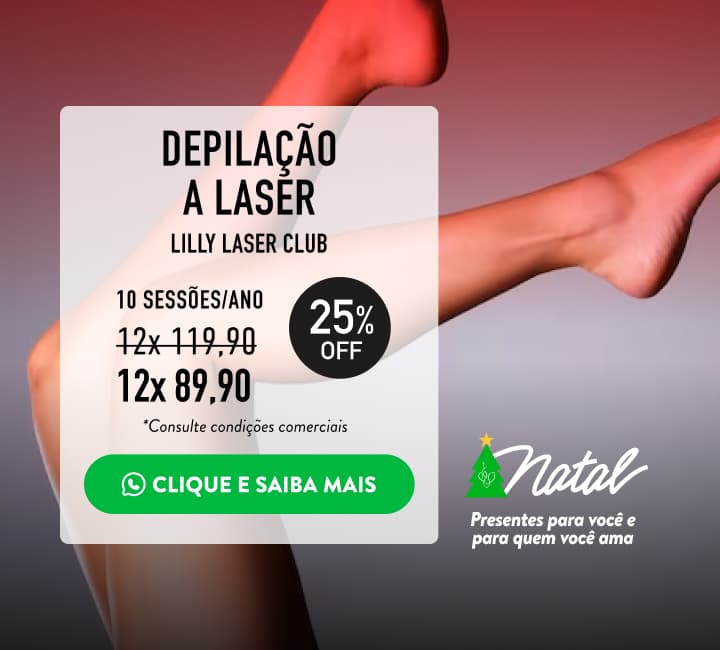 DEPILAÇÃO
A LASER
LILLY LASER CLUB
10 SESSÕES/ANO
12x 119,90
12x 89,90
25%
OFF
*Consulte condições comerciais
CLIQUE E SAIBA MAIS
Natal
Presentes para você e
para quem você ama